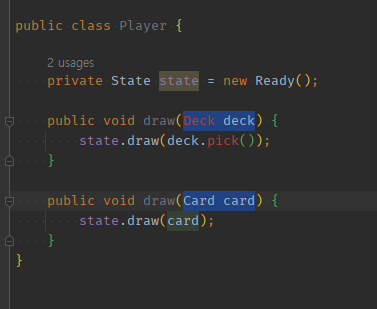 public class Player {
2 usages
private State state = new Ready();
public void draw(Deck deck) {
state.draw(deck.pick());
}
public void draw(Card card) {
state.draw(card);
}
}